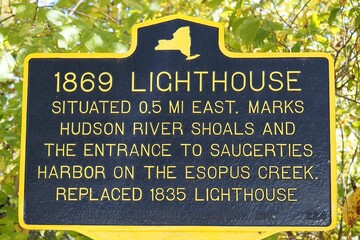 1869 LIGHTHOUSE
SITUATED 0.5 MI EAST. MARKS
HUDSON RIVER SHOALS AND
THE ENTRANCE TO SAUGERTIES
HARBOR ON THE ESOPUS CREEK.
REPLACED 1835 LIGHTHOUSE